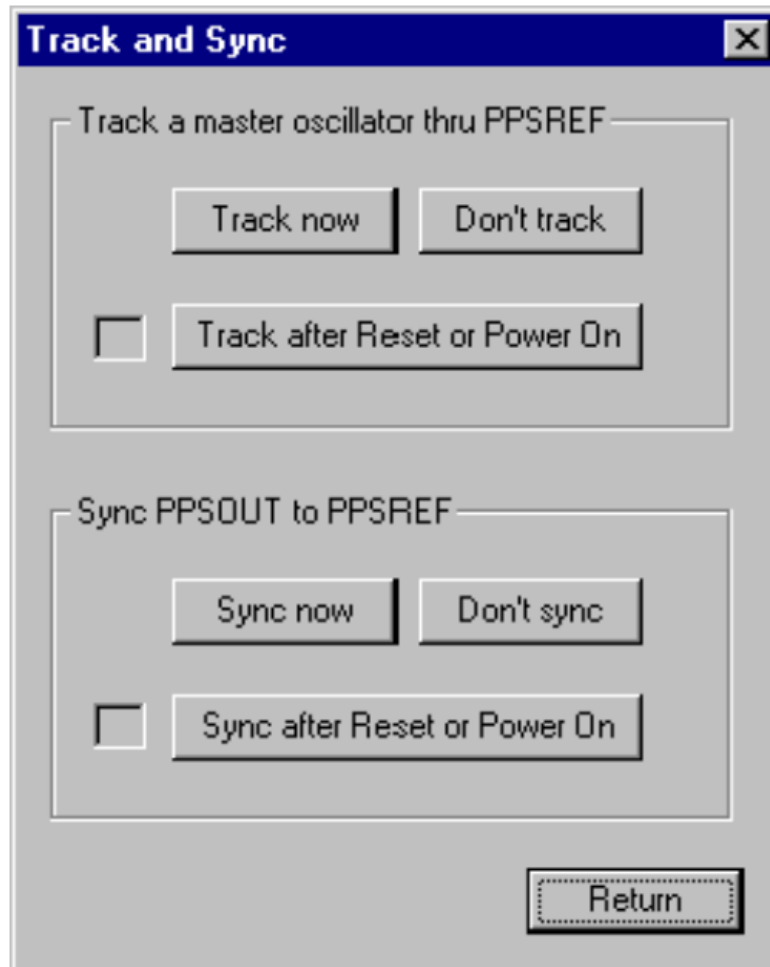 Track and Sync
Track a master oscillator thru PPSREF
Track now Don't track
Track after Reset or Power On
Sync PPSOUT to PPSREF
Sync now Don't sync
Sync after Reset or Power On
Return